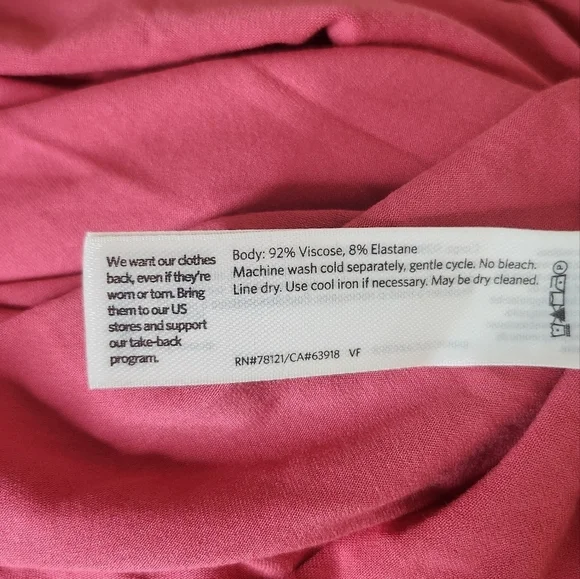 We want our clothes
back, even if they're
worn or torn. Bring
them to our US
stores and support
our take-back
program.
Body: 92% Viscose, 8% Elastane
Machine wash cold separately, gentle cycle. No bleach.
Line dry. Use cool iron if necessary. May be dry cleaned.
RN#78121/CA#63918 VF